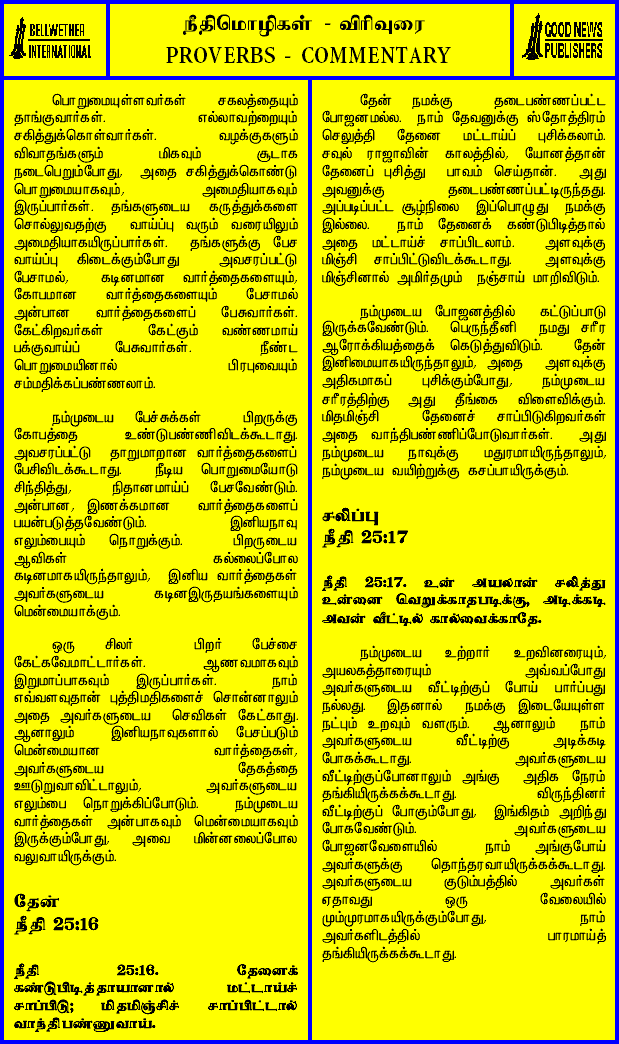 BELLWETHER
INTERNATIONAL
நீதிமொழிகள் - விரிவுரை
PROVERBS - COMMENTARY
GOOD NEWS
PUBLISHERS
பொறுமையுள்ளவர்கள் சகலத்தையும்
தாங்குவார்கள். எல்லாவற்றையும்
சகித்துக்கொள்வார்கள். வழக்குகளும்
விவாதங்களும் மிகவும் சூடாக
நடைபெறும்போது, அதை சகித்துக்கொண்டு
பொறுமையாகவும், அமைதியாகவும்
இருப்பார்கள். தங்களுடைய கருத்துக்களை
சொல்லுவதற்கு வாய்ப்பு வரும் வரையிலும்
அமைதியாகயிருப்பார்கள். தங்களுக்கு பேச
வாய்ப்பு கிடைக்கும்போது அவசரப்பட்டு
பேசாமல், கடினமான வார்த்தைகளையும்,
கோபமான வார்த்தைகளையும் பேசாமல்
அன்பான வார்த்தைகளைப் பேசுவார்கள்.
கேட்கிறவர்கள் கேட்கும் வண்ணமாய்
பக்குவாய்ப் பேசுவார்கள். நீண்ட
பொறுமையினால் பிரபுவையும்
சம்மதிக்கப்பண்ணலாம்.
நம்முடைய பேச்சுக்கள் பிறருக்கு
கோபத்தை உண்டுபண்ணிவிடக்கூடாது.
அவசரப்பட்டு தாறுமாறான வார்த்தைகளைப்
பேசிவிடக்கூடாது. நீடிய பொறுமையோடு
சிந்தித்து, நிதானமாய்ப் பேசவேண்டும்.
அன்பான, இணக்கமான வார்த்தைகளைப்
பயன்படுத்தவேண்டும். இனியநாவு
எலும்பையும் நொறுக்கும். பிறருடைய
ஆவிகள் கல்லைப்போல
கடினமாகயிருந்தாலும், இனிய வார்த்தைகள்
அவர்களுடைய கடினஇருதயங்களையும்
மென்மையாக்கும்.
ஒரு சிலர் பிறர் பேச்சை
கேட்கவேமாட்டார்கள். ஆணவமாகவும்
இறுமாப்பாகவும் இருப்பார்கள். நாம்
எவ்வளவுதான் புத்திமதிகளைச் சொன்னாலும்
அதை அவர்களுடைய செவிகள் கேட்காது.
ஆனாலும் இனியநாவுகளால் பேசப்படும்
மென்மையான வார்த்தைகள்,
அவர்களுடைய தேகத்தை
ஊடுறுவாவிட்டாலும், அவர்களுடைய
எலும்பை நொறுக்கிப்போடும். நம்முடைய
வார்த்தைகள் அன்பாகவும் மென்மையாகவும்
இருக்கும்போது, அவை மின்னலைப்போல
வலுவாயிருக்கும்.
தேன்
நீதி 25:16
நீதி 25:16. தேனைக்
கண்டுபிடித்தாயானால் மட்டாய்ச்
சாப்பிடு; மிதமிஞ்சிச் சாப்பிட்டால்
வாந்திபண்ணுவாய்.
தேன் நமக்கு தடைபண்ணப்பட்ட
போஜனமல்ல. நாம் தேவனுக்கு ஸ்தோத்திரம்
செலுத்தி தேனை மட்டாய்ப் புசிக்கலாம்.
சவுல் ராஜாவின் காலத்தில், யோனத்தான்
தேனைப் புசித்து பாவம் செய்தான். அது
அவனுக்கு தடைபண்ணப்பட்டிருந்தது.
அப்படிப்பட்ட சூழ்நிலை இப்பொழுது நமக்கு
இல்லை. நாம் தேனைக் கண்டுபிடித்தால்
அதை மட்டாய்ச் சாப்பிடலாம். அளவுக்கு
மிஞ்சி சாப்பிட்டுவிடக்கூடாது. அளவுக்கு
மிஞ்சினால் அமிர்தமும் நஞ்சாய் மாறிவிடும்.
நம்முடைய போஜனத்தில் கட்டுப்பாடு
இருக்கவேண்டும். பெருந்தீனி நமது சரீர
ஆரோக்கியத்தைக் கெடுத்துவிடும். தேன்
இனிமையாகயிருந்தாலும், அதை அளவுக்கு
அதிகமாகப் புசிக்கும்போது, நம்முடைய
சரீரத்திற்கு அது தீங்கை விளைவிக்கும்.
மிதமிஞ்சி தேனைச் சாப்பிடுகிறவர்கள்
அதை வாந்திபண்ணிப்போடுவார்கள். அது
நம்முடைய நாவுக்கு மதுரமாயிருந்தாலும்,
நம்முடைய வயிற்றுக்கு கசப்பாயிருக்கும்.
சலிப்பு
நீதி 25:17
நீதி 25:17. உன் அயலான் சலித்து
உன்னை வெறுக்காதபடிக்கு, அடிக்கடி
அவன் வீட்டில் கால்வைக்காதே.
நம்முடைய உற்றார் உறவினரையும்,
அயலகத்தாரையும் அவ்வப்போது
அவர்களுடைய வீட்டிற்குப் போய் பார்ப்பது
நல்லது. இதனால் நமக்கு இடையேயுள்ள
நட்பும் உறவும் வளரும். ஆனாலும் நாம்
அவர்களுடைய வீட்டிற்கு அடிக்கடி
போகக்கூடாது. அவர்களுடைய
வீட்டிற்குப்போனாலும் அங்கு அதிக நேரம்
தங்கியிருக்கக்கூடாது. விருந்தினர்
வீட்டிற்குப் போகும்போது, இங்கிதம் அறிந்து
போகவேண்டும். அவர்களுடைய
போஜனவேளையில் நாம் அங்குபோய்
அவர்களுக்கு தொந்தரவாயிருக்கக்கூடாது.
அவர்களுடைய குடும்பத்தில் அவர்கள்
ஏதாவது ஒரு வேலையில்
மும்முரமாகயிருக்கும்போது, நாம்
அவர்களிடத்தில் பாரமாய்த்
தங்கியிருக்கக்கூடாது.